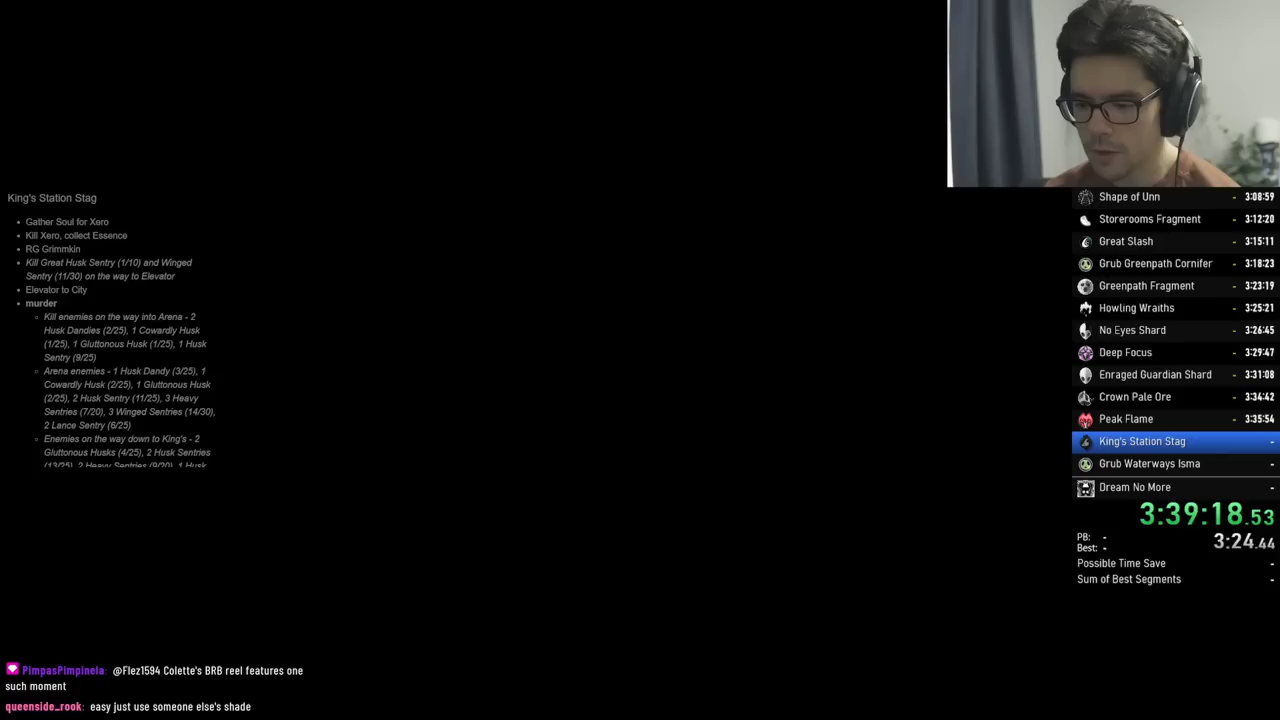 King's Station Stag
Gather Soul for Xero
Kill Xero, collect Essence
RG Grimmkin
Kill Great Husk Sentry (1/10) and Winged
Sentry (11/30) on the way to Elevator
Elevator to City
murder
Kill enemies on the way into Arena - 2
Husk Dandies (2/25), 1 Cowardly Husk
(1/25), 1 Gluttonous Husk (1/25), 1 Husk
Sentry (9/25)
Arena enemies - 1 Husk Dandy (3/25), 1
Cowardly Husk (2/25), 1 Gluttonous Husk
(2/25), 2 Husk Sentry (11/25), 3 Heavy
Sentries (7/20), 3 Winged Sentries (14/30),
2 Lance Sentry (6/25)
Enemies on the way down to King's - 2
Gluttonous Husks (4/25), 2 Husk Sentries
(13/25), 2 Heavy Sentries (9/20), 1 Husk
Shape of Unn - 3:08:59
Storerooms Fragment - 3:12:20
Great Slash - 3:15:11
Grub Greenpath Cornifer - 3:18:23
Greenpath Fragment - 3:23:19
Howling Wraiths - 3:25:21
No Eyes Shard - 3:26:45
Deep Focus - 3:29:47
Enraged Guardian Shard - 3:31:08
Crown Pale Ore - 3:34:42
Peak Flame - 3:35:54
King's Station Stag -
Grub Waterways Isma -
Dream No More -
3:39:18.53
PB: - 3:24.44
Best: -
Possible Time Save -
Sum of Best Segments -
PimpasPimpinela: @Flez1594 Colette's BRB reel features one
such moment
queenside_rook: easy just use someone else's shade